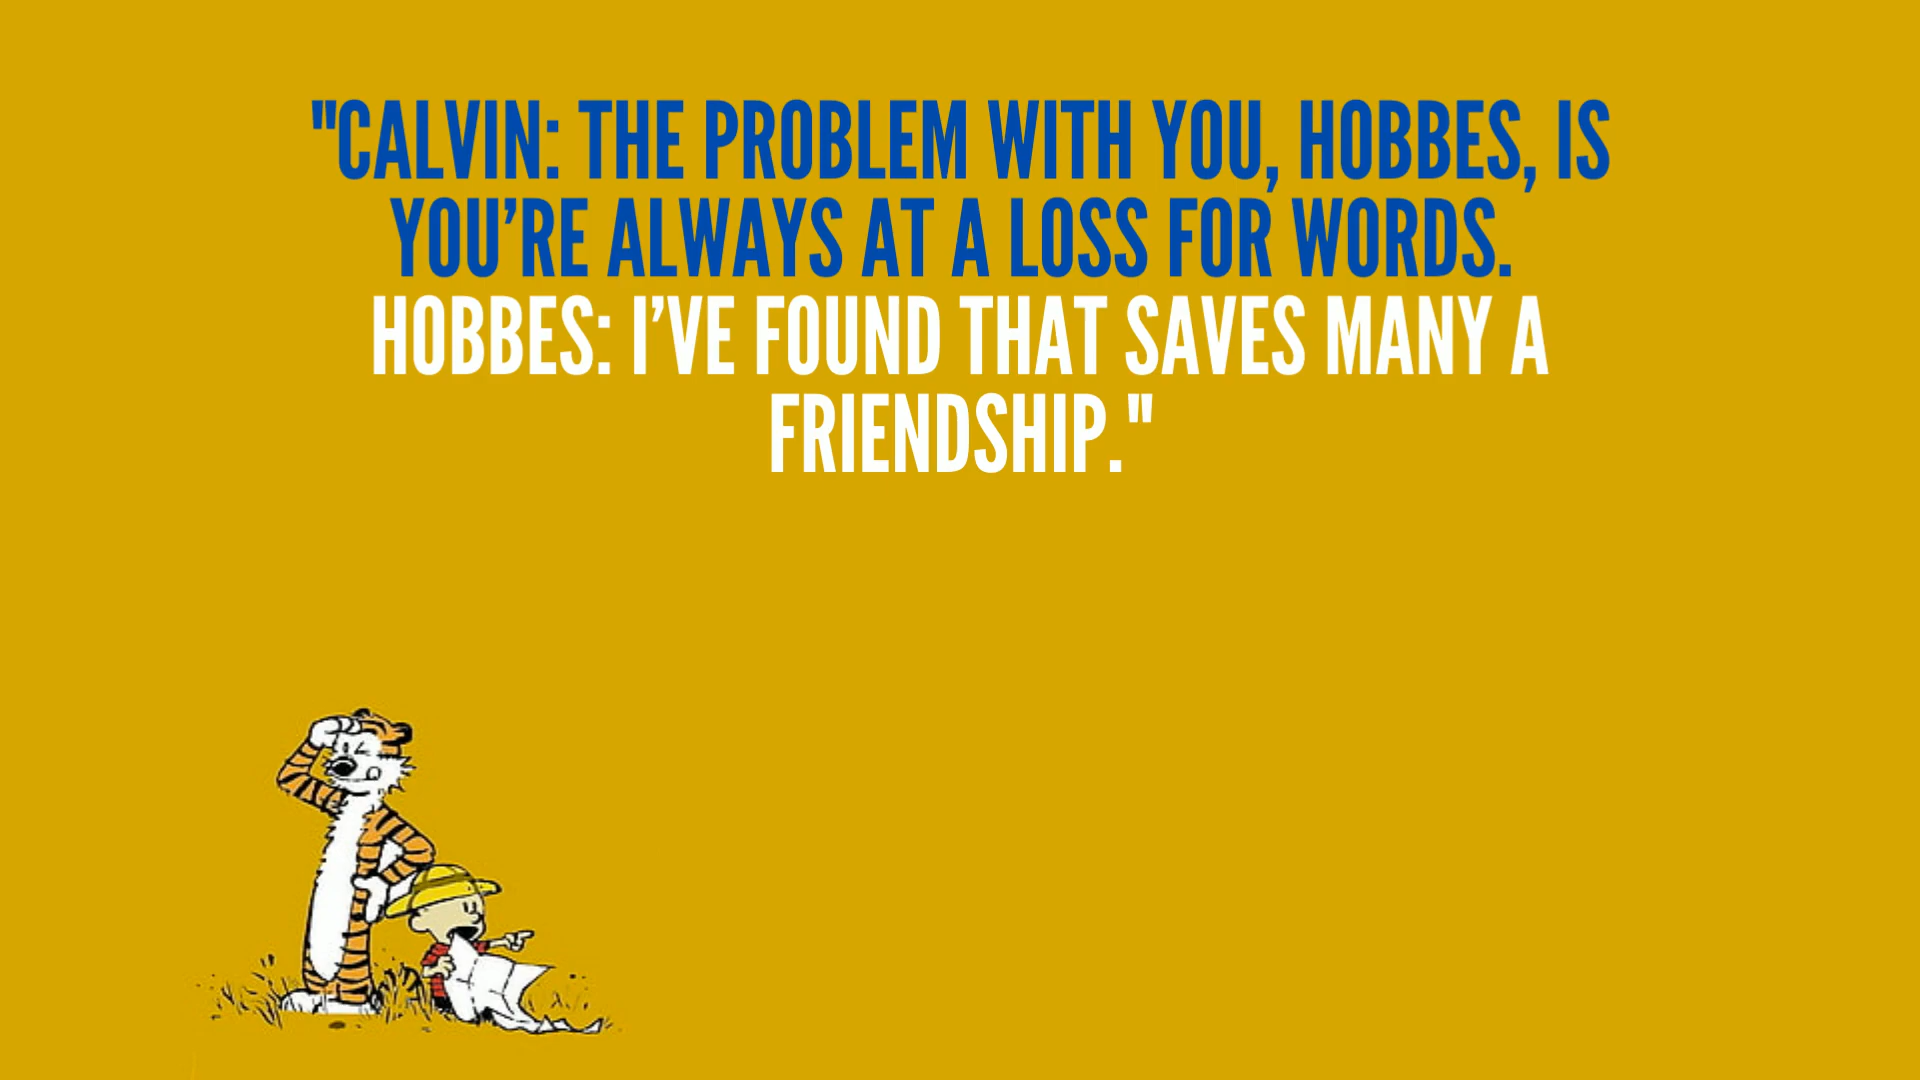 "CALVIN: THE PROBLEM WITH YOU, HOBBES, IS
YOU’RE ALWAYS AT A LOSS FOR WORDS.
HOBBES: I’VE FOUND THAT SAVES MANY A
FRIENDSHIP."